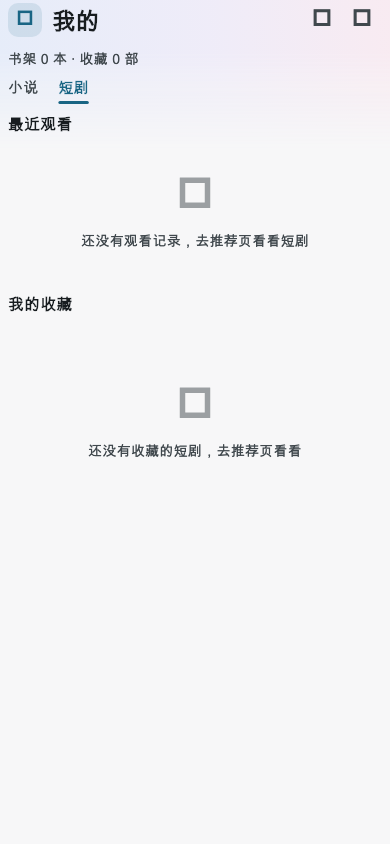 我的
书架 0 本 · 收藏 0 部
小说 短剧
最近观看
还没有观看记录，去推荐页看看短剧
我的收藏
还没有收藏的短剧，去推荐页看看